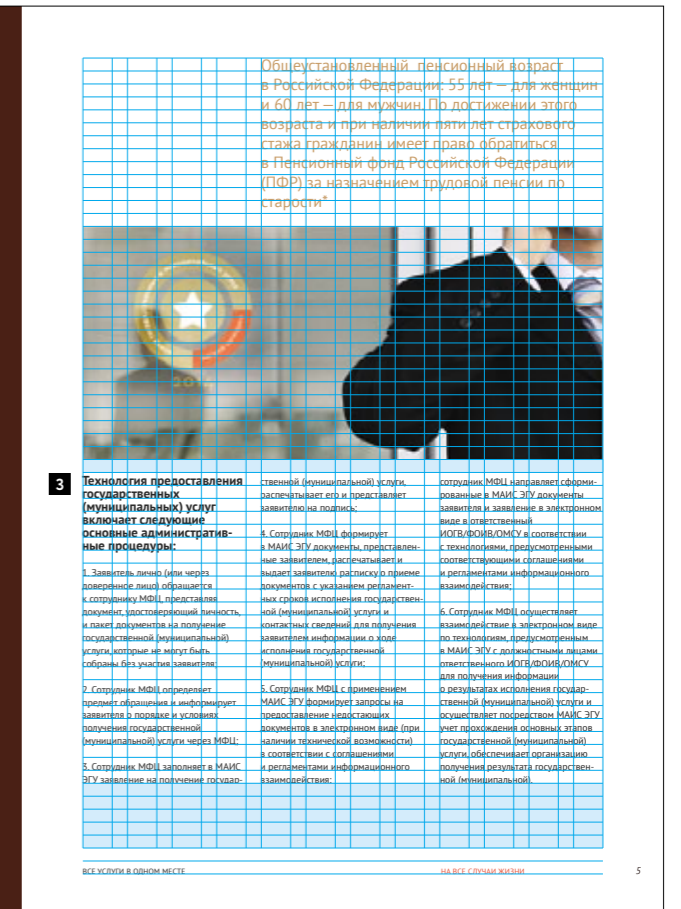 Общеустановленный пенсионный возраст
в Российской Федерации: 55 лет — для женщин
и 60 лет — для мужчин. По достижении этого
возраста и при наличии пяти лет страхового
стажа гражданин имеет право обратиться
в Пенсионный фонд Российской Федерации
(ПФР) за назначением трудовой пенсии по
старости*
2014
3
Технология предоставления
государственных
(муниципальных) услуг
включает следующие
основные административ-
ные процедуры:
1. Заявитель лично (или через
доверенное лицо) обращается
к сотруднику МФЦ, представляя
документ, удостоверяющий личность,
и пакет документов на получение
государственной (муниципальной)
услуги, которые не могут быть
собраны без участия заявителя;
2. Сотрудник МФЦ определяет
предмет обращения и информирует
заявителя о порядке и условиях
получения государственной
(муниципальной) услуги через МФЦ;
3. Сотрудник МФЦ заполняет в МАИС
ЭГУ заявление на получение государ-
ственной (муниципальной) услуги,
распечатывает его и представляет
заявителю на подпись;
4. Сотрудник МФЦ формирует
в МАИС ЭГУ документы, представлен-
ные заявителем, распечатывает и
выдает заявителю расписку о приеме
документов с указанием регламент-
ных сроков исполнения государствен-
ной (муниципальной) услуги и
контактных сведений для получения
заявителем информации о ходе
исполнения государственной
(муниципальной) услуги;
5. Сотрудник МФЦ с применением
МАИС ЭГУ формирует запросы на
предоставление недостающих
документов в электронном виде (при
наличии технической возможности)
в соответствии с соглашениями
и регламентами информационного
взаимодействия;
сотрудник МФЦ направляет сформи-
рованные в МАИС ЭГУ документы
заявителя и заявление в электронном
виде в ответственный
ИОГВ/ФОИВ/ОМСУ в соответствии
с технологиями, предусмотренными
соответствующими соглашениями
и регламентами информационного
взаимодействия;
6. Сотрудник МФЦ осуществляет
взаимодействие в электронном виде
по технологиям, предусмотренным
в МАИС ЭГУ с должностными лицами
ответственного ИОГВ/ФОИВ/ОМСУ
для получения информации
о результатах исполнения государ-
ственной (муниципальной) услуги и
осуществляет посредством МАИС ЭГУ
учет прохождения основных этапов
государственной (муниципальной)
услуги, обеспечивает организацию
получения результата государствен-
ной (муниципальной).
ВСЕ УСЛУГИ В ОДНОМ МЕСТЕ
НА ВСЕ СЛУЧАИ ЖИЗНИ
5